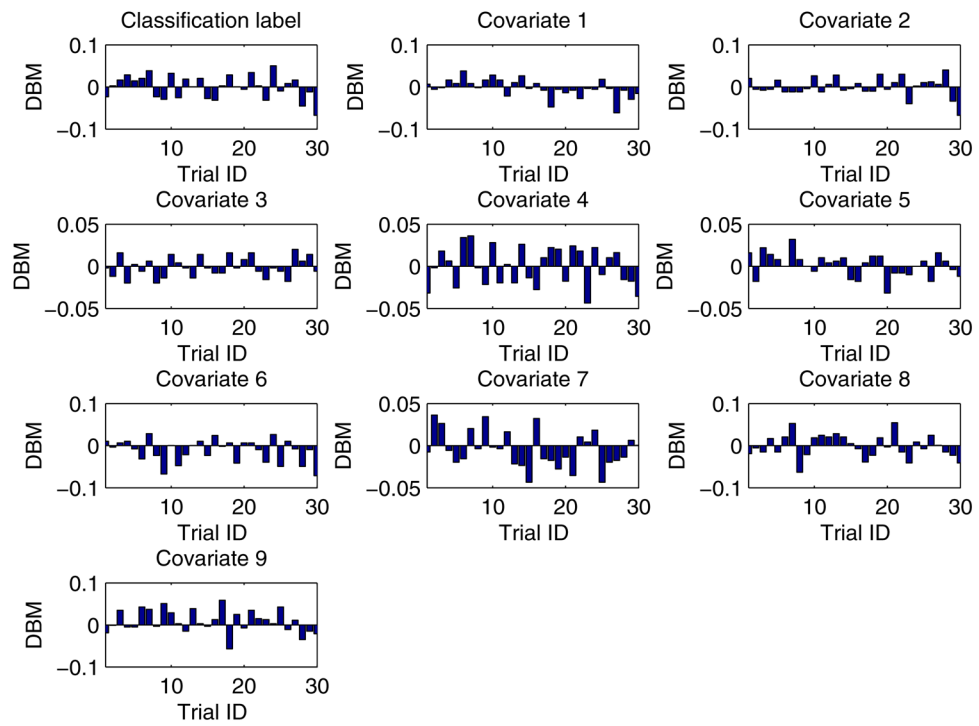 Classification label
0.1
0
−0.1
DBM
10 20 30
Trial ID
Covariate 1
0.1
0
−0.1
DBM
10 20 30
Trial ID
Covariate 2
0.1
0
−0.1
DBM
10 20 30
Trial ID
Covariate 3
0.05
0
−0.05
DBM
10 20 30
Trial ID
Covariate 4
0.05
0
−0.05
DBM
10 20 30
Trial ID
Covariate 5
0.05
0
−0.05
DBM
10 20 30
Trial ID
Covariate 6
0.1
0
−0.1
DBM
10 20 30
Trial ID
Covariate 7
0.05
0
−0.05
DBM
10 20 30
Trial ID
Covariate 8
0.1
0
−0.1
DBM
10 20 30
Trial ID
Covariate 9
0.1
0
−0.1
DBM
10 20 30
Trial ID